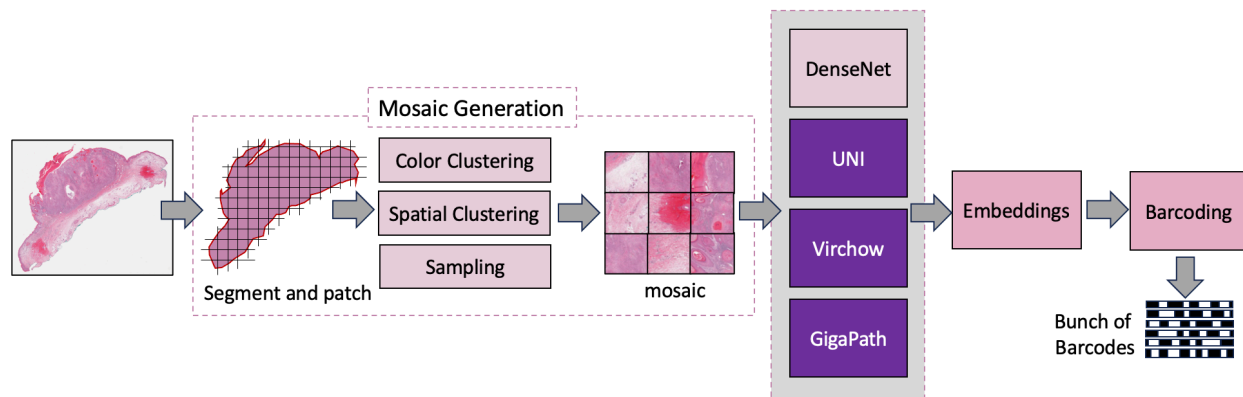 Mosaic Generation
Segment and patch
Color Clustering
Spatial Clustering
Sampling
mosaic
DenseNet
UNI
Virchow
GigaPath
Embeddings
Barcoding
Bunch of
Barcodes